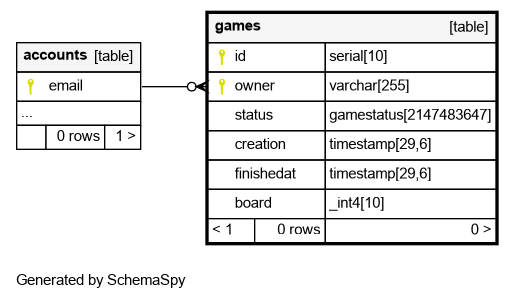 games [table]
accounts [table]
id serial[10]
email
owner varchar[255]
...
status gamestatus[2147483647]
0 rows 1 >
creation timestamp[29,6]
finishedat timestamp[29,6]
board _int4[10]
< 1 0 rows 0 >
Generated by SchemaSpy